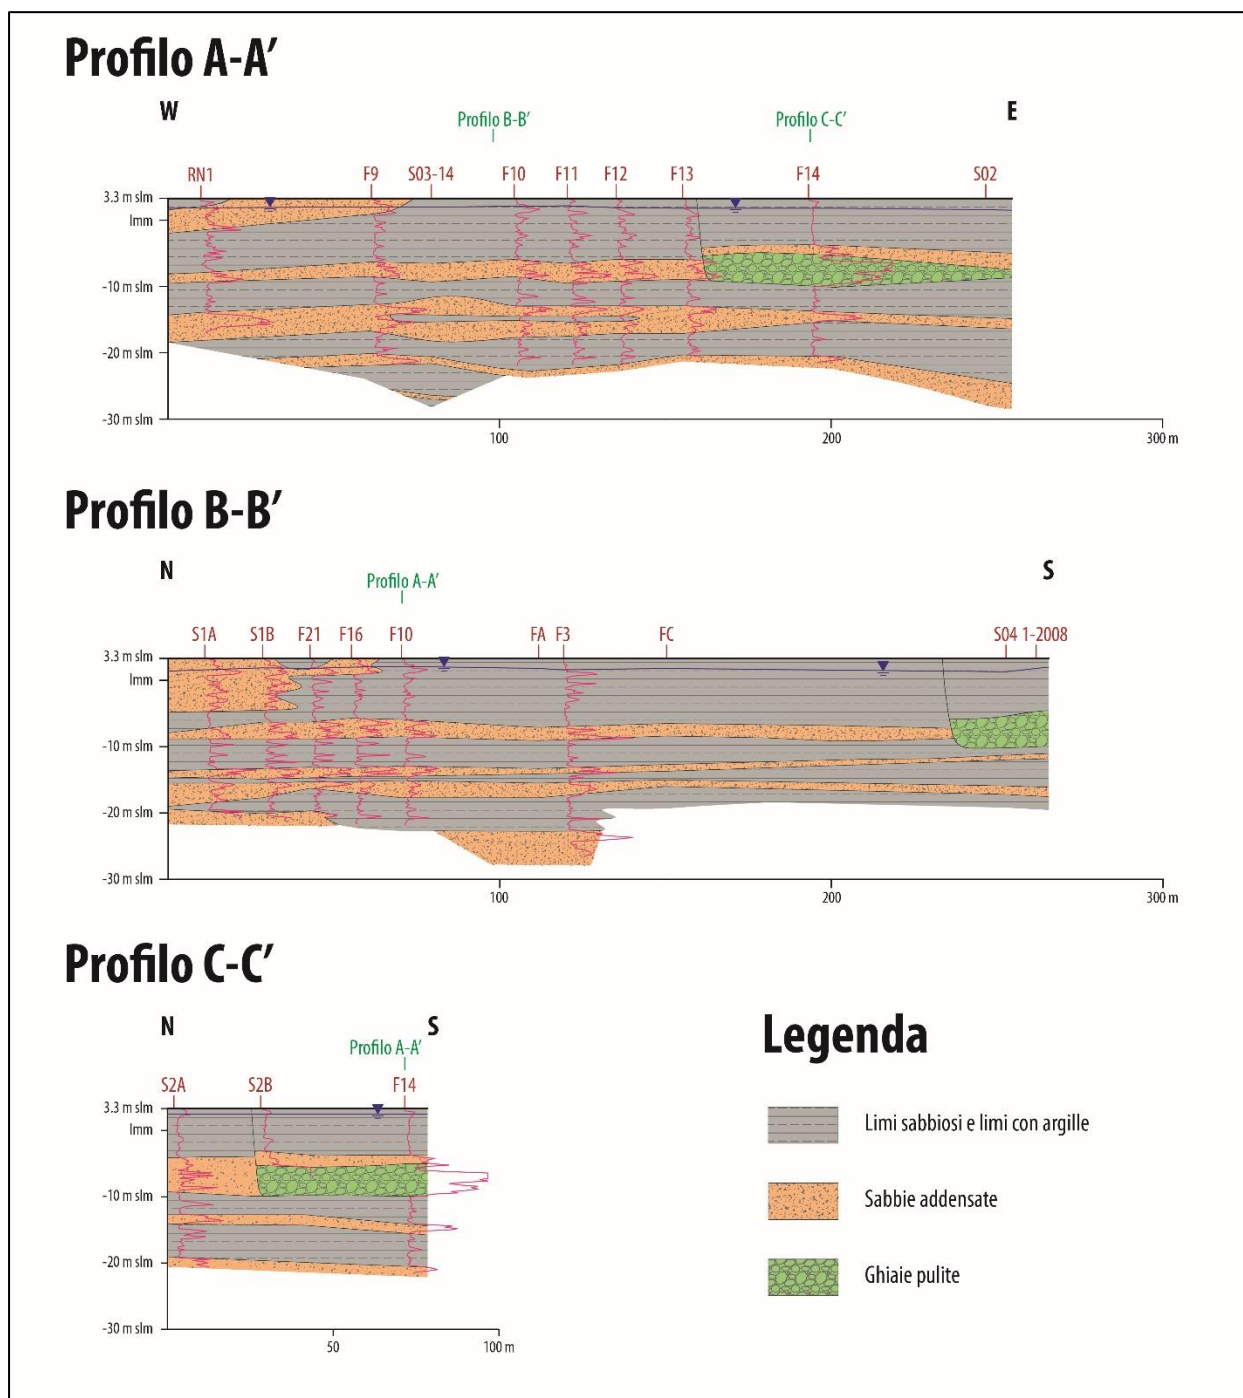 Profilo A-A’
W
E
Profilo B-B’
Profilo C-C’
RN1 F9 S03-14 F10 F11 F12 F13 F14 S02
3.3 m slm
lmm
-10 m slm
-20 m slm
-30 m slm
100 200 300 m
Profilo B-B’
N
S
Profilo A-A’
S1A S1B F21 F16 F10 FA F3 FC S04 1-2008
3.3 m slm
lmm
-10 m slm
-20 m slm
-30 m slm
100 200 300 m
Profilo C-C’
N
S
Profilo A-A’
S2A S2B F14
3.3 m slm
lmm
-10 m slm
-20 m slm
-30 m slm
50 100 m
Legenda
Limi sabbiosi e limi con argille
Sabbie addensate
Ghiaie pulite